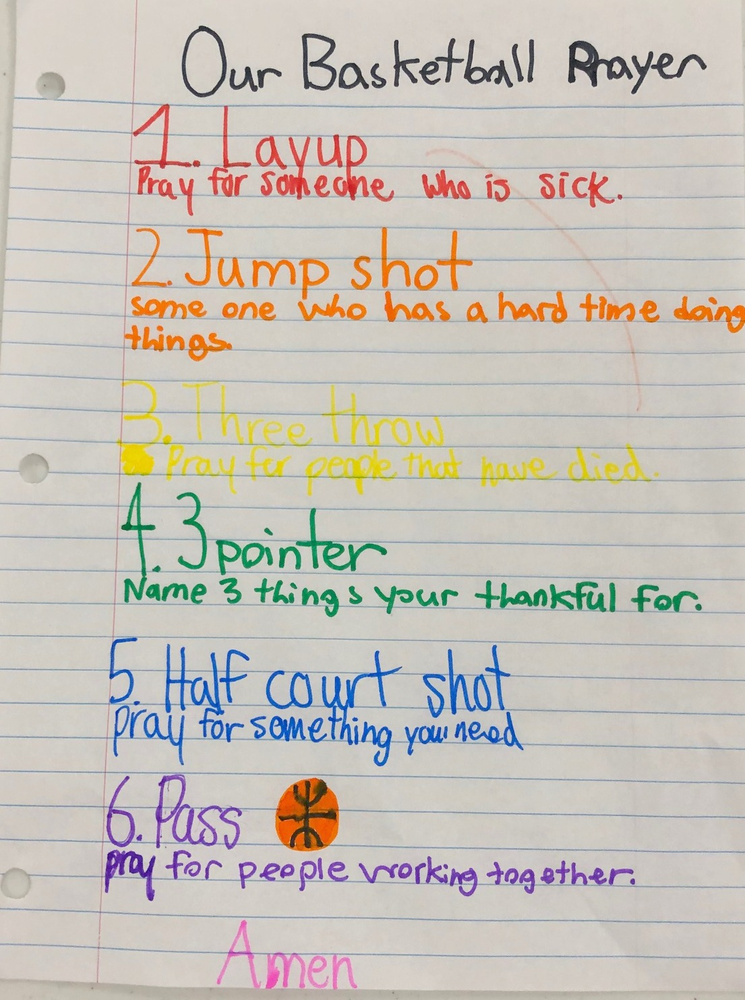 Our Basketball Prayer
1. Layup
Pray for someone who is sick.
2. Jump shot
some one who has a hard time doing
things.
3. Three throw
Pray for people that have died.
4. 3 pointer
Name 3 things your thankful for.
5. Half court shot
pray for something you need
6. Pass
pray for people working together.
Amen